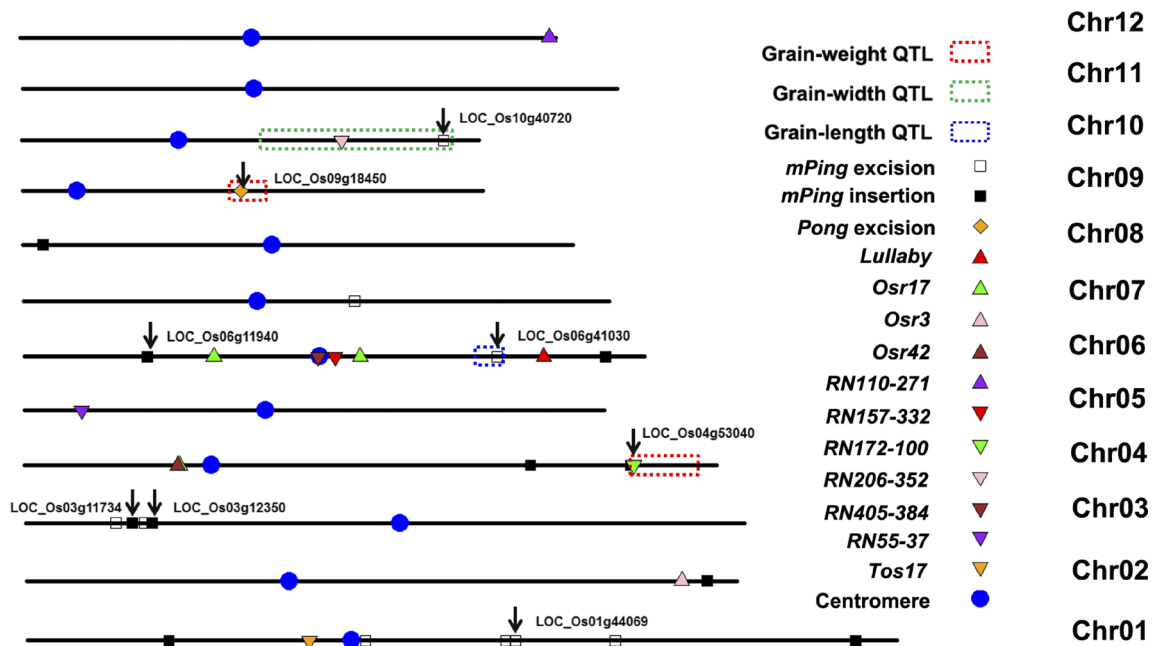 Chr12
Grain-weight QTL
Chr11
Grain-width QTL
LOC_Os10g40720
Grain-length QTL
Chr10
mPing excision
LOC_Os09g18450
Chr09
mPing insertion
Pong excision
Chr08
Lullaby
Osr17
Chr07
Osr3
LOC_Os06g11940
LOC_Os06g41030
Chr06
Osr42
RN110-271
Chr05
RN157-332
LOC_Os04g53040
RN172-100
Chr04
RN206-352
LOC_Os03g11734
LOC_Os03g12350
RN405-384
Chr03
RN55-37
Tos17
Chr02
Centromere
LOC_Os01g44069
Chr01